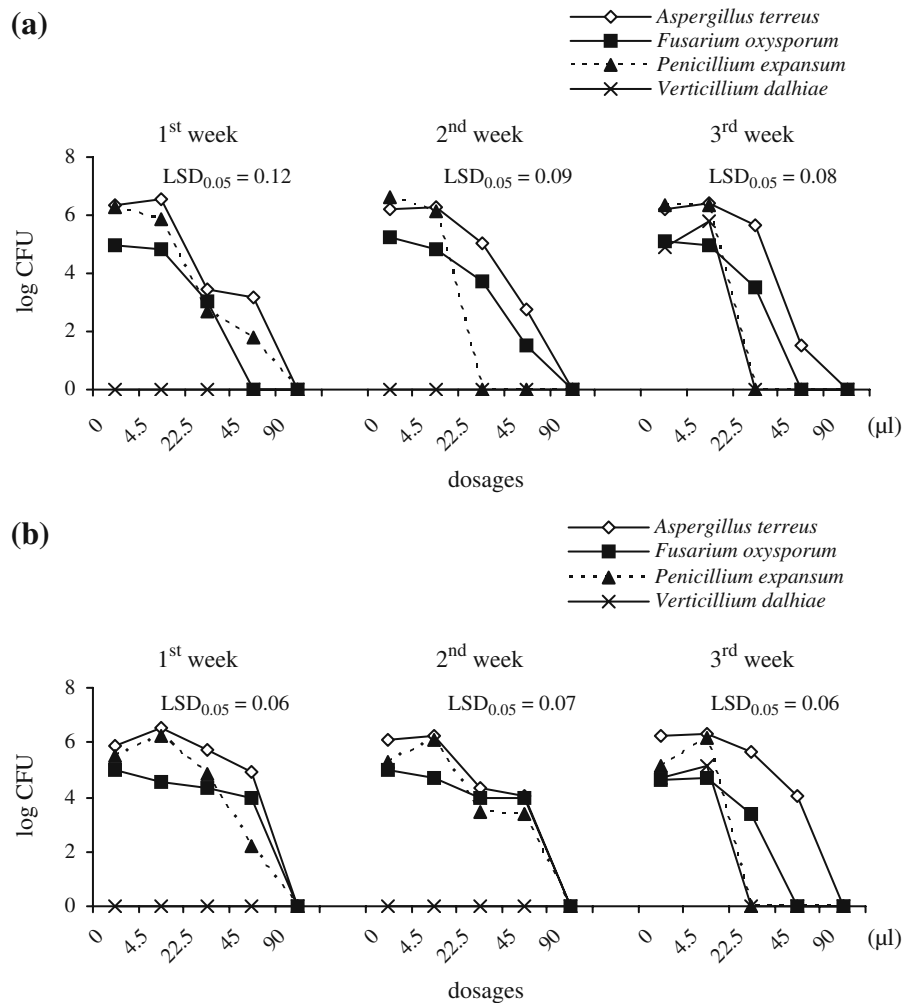 (a)
Aspergillus terreus
Fusarium oxysporum
Penicillium expansum
Verticillium dalhiae
1st week
2nd week
3rd week
LSD0.05 = 0.12
LSD0.05 = 0.09
LSD0.05 = 0.08
log CFU
8
6
4
2
0
0 4.5 22.5 45 90
0 4.5 22.5 45 90
0 4.5 22.5 45 90 (µl)
dosages
(b)
Aspergillus terreus
Fusarium oxysporum
Penicillium expansum
Verticillium dalhiae
1st week
2nd week
3rd week
LSD0.05 = 0.06
LSD0.05 = 0.07
LSD0.05 = 0.06
log CFU
8
6
4
2
0
0 4.5 22.5 45 90
0 4.5 22.5 45 90
0 4.5 22.5 45 90 (µl)
dosages